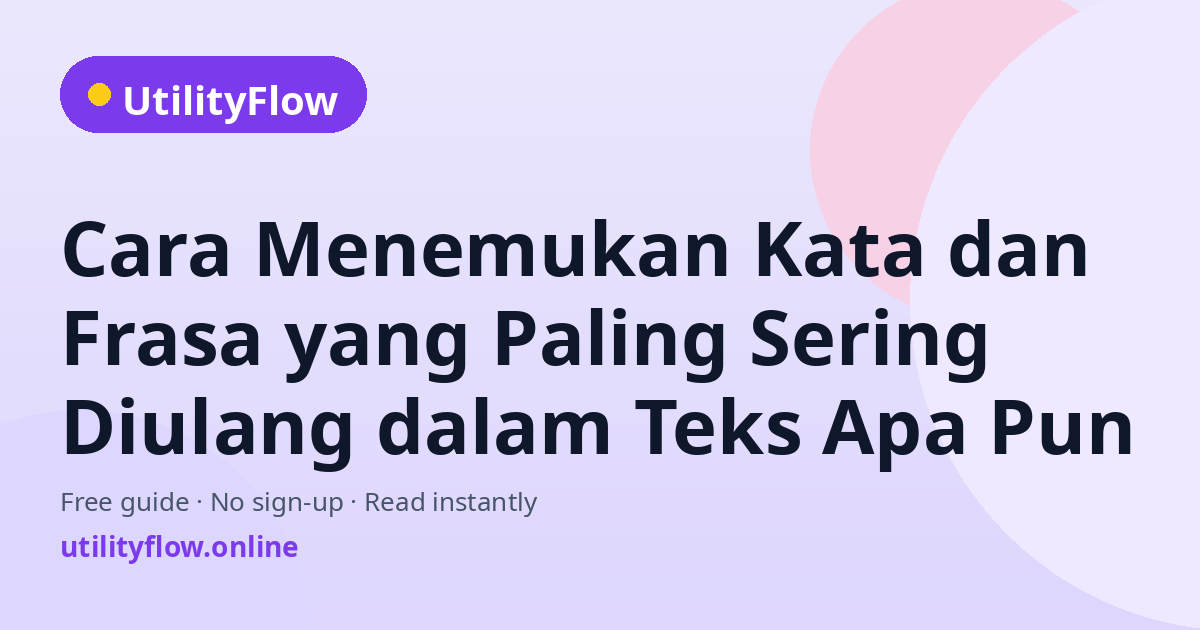 UtilityFlow
Cara Menemukan Kata dan
Frasa yang Paling Sering
Diulang dalam Teks Apa Pun
Free guide · No sign-up · Read instantly
utilityflow.online